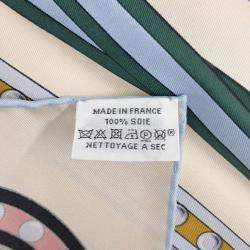 MADE IN FRANCE
100% SOIE
NETTOYAGE A SEC